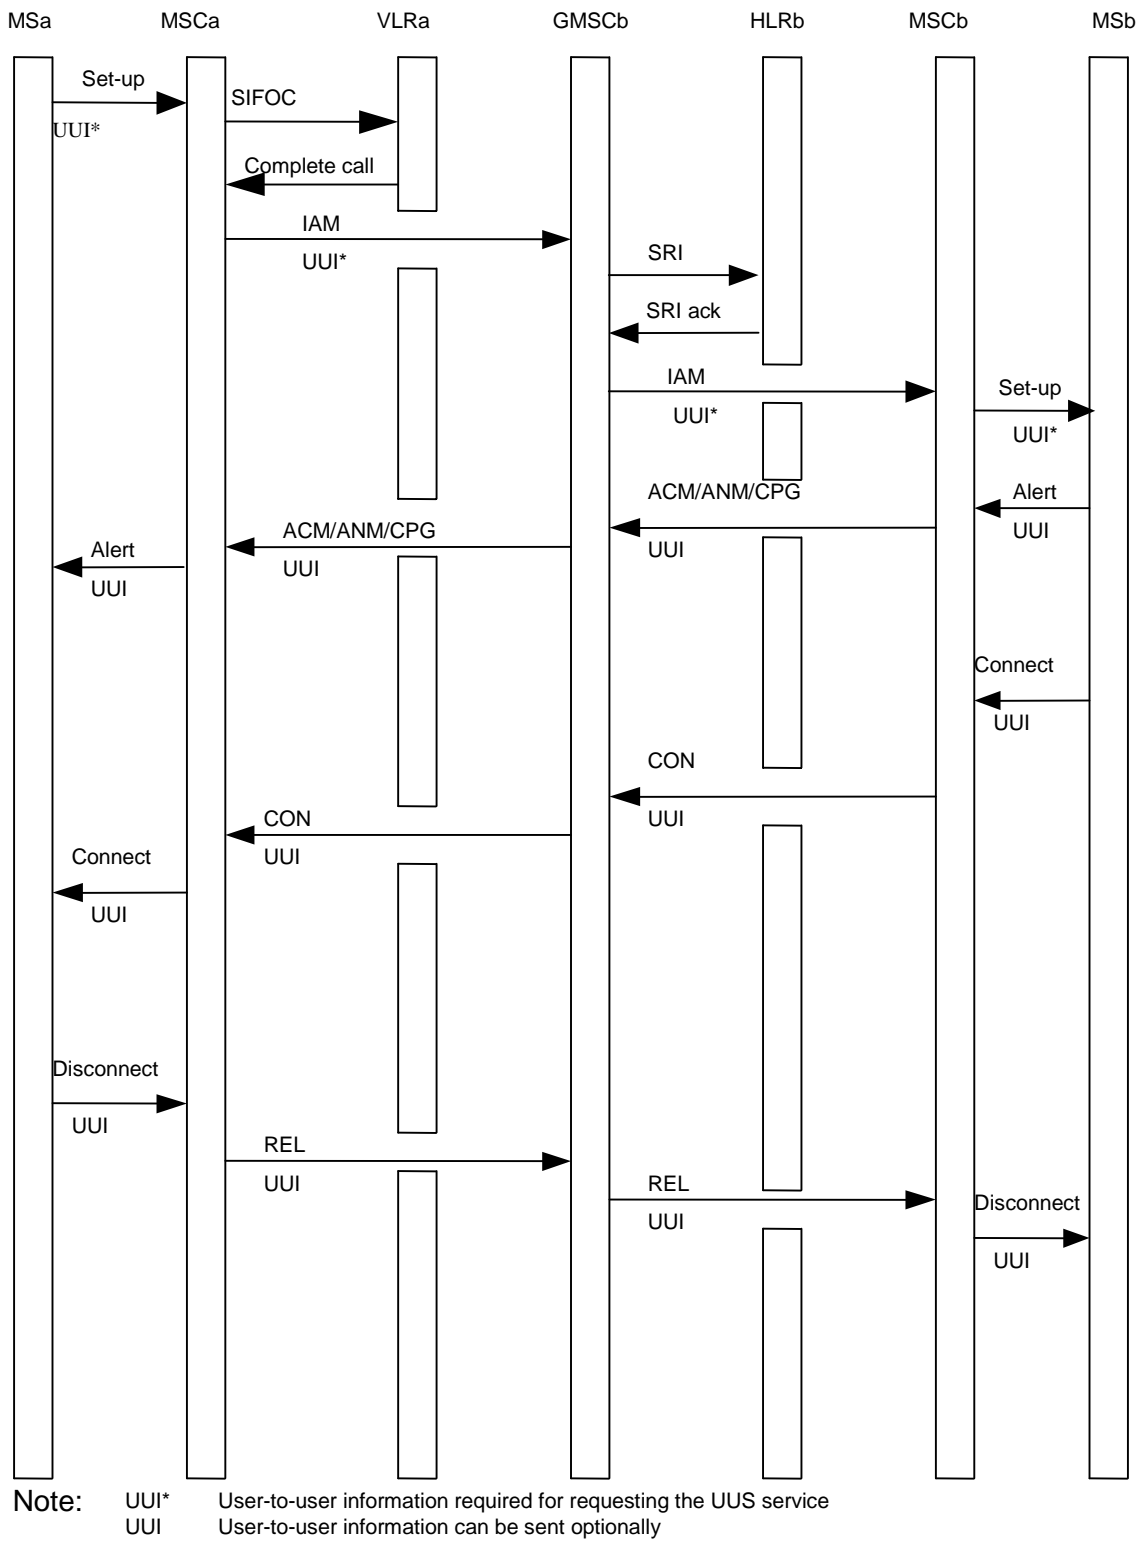 MSa MSCa VLRa GMSCb HLRb MSCb MSb
Set-up
SIFOC
UUI*
Complete call
IAM
UUI*
SRI
SRI ack
IAM
UUI*
Set-up
UUI*
ACM/ANM/CPG
Alert
UUI
UUI
ACM/ANM/CPG
UUI
Alert
UUI
Connect
UUI
CON
UUI
CON
UUI
Connect
UUI
Disconnect
UUI
REL
UUI
REL
UUI
Disconnect
UUI
Note: UUI* User-to-user information required for requesting the UUS service
UUI User-to-user information can be sent optionally